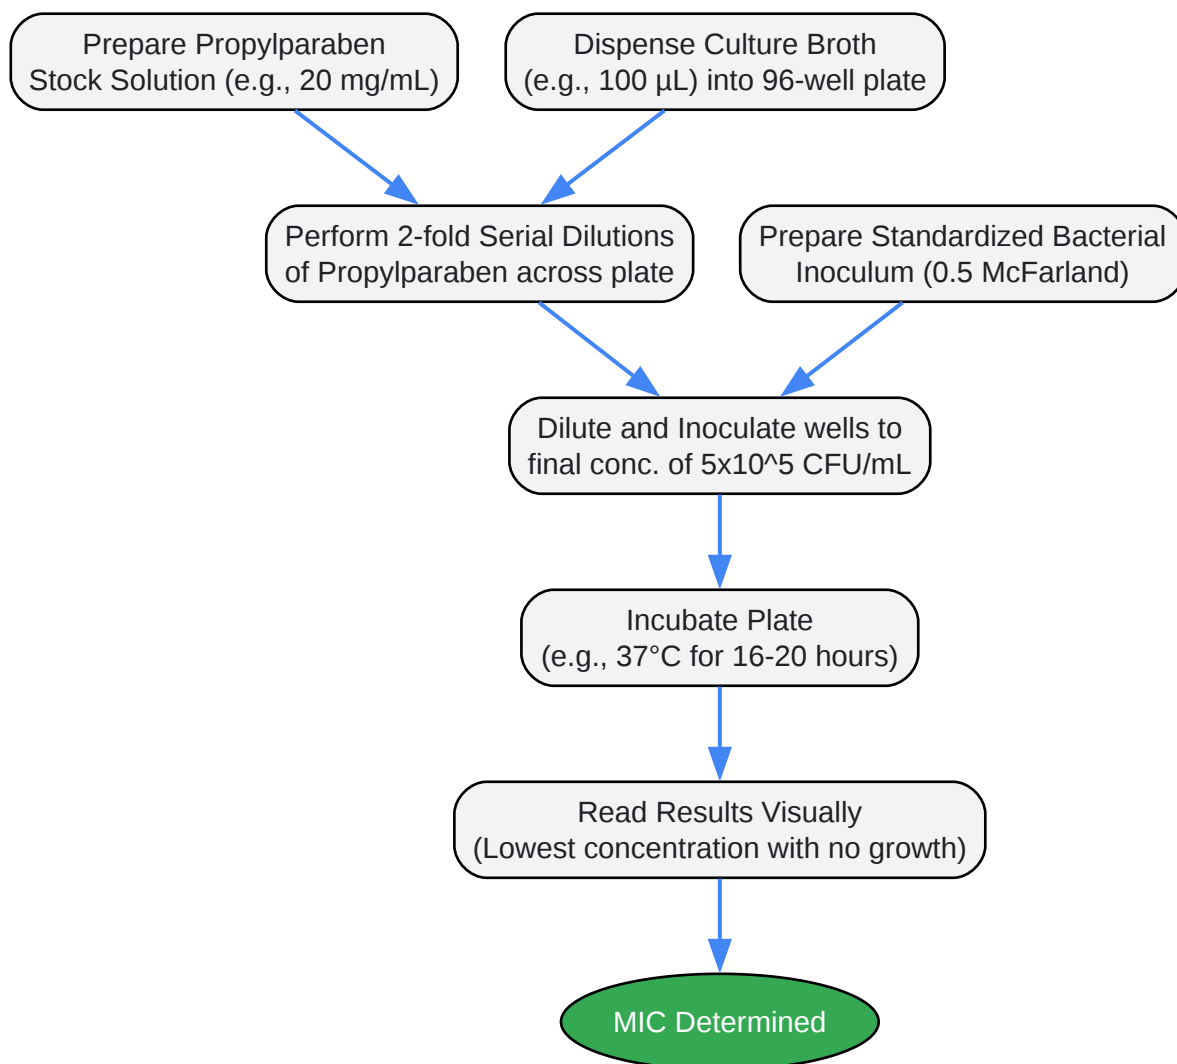 Prepare Propylparaben
Stock Solution (e.g., 20 mg/mL)
Dispense Culture Broth
(e.g., 100 µL) into 96-well plate
Perform 2-fold Serial Dilutions
of Propylparaben across plate
Prepare Standardized Bacterial
Inoculum (0.5 McFarland)
Dilute and Inoculate wells to
final conc. of 5x10^5 CFU/mL
Incubate Plate
(e.g., 37°C for 16-20 hours)
Read Results Visually
(Lowest concentration with no growth)
MIC Determined